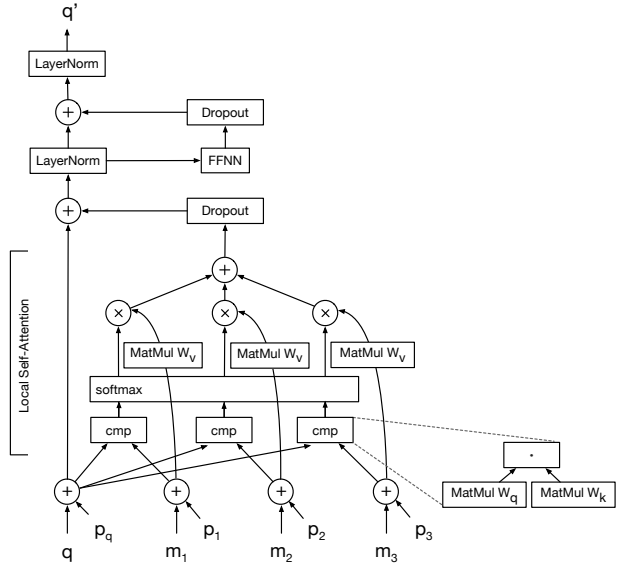 q'
LayerNorm
+
Dropout
LayerNorm
FFNN
+
Dropout
Local Self-Attention
+
×
×
×
MatMul Wv
MatMul Wv
MatMul Wv
softmax
cmp
cmp
cmp
·
MatMul Wq
MatMul Wk
+
+
+
+
pq
p1
p2
p3
q
m1
m2
m3